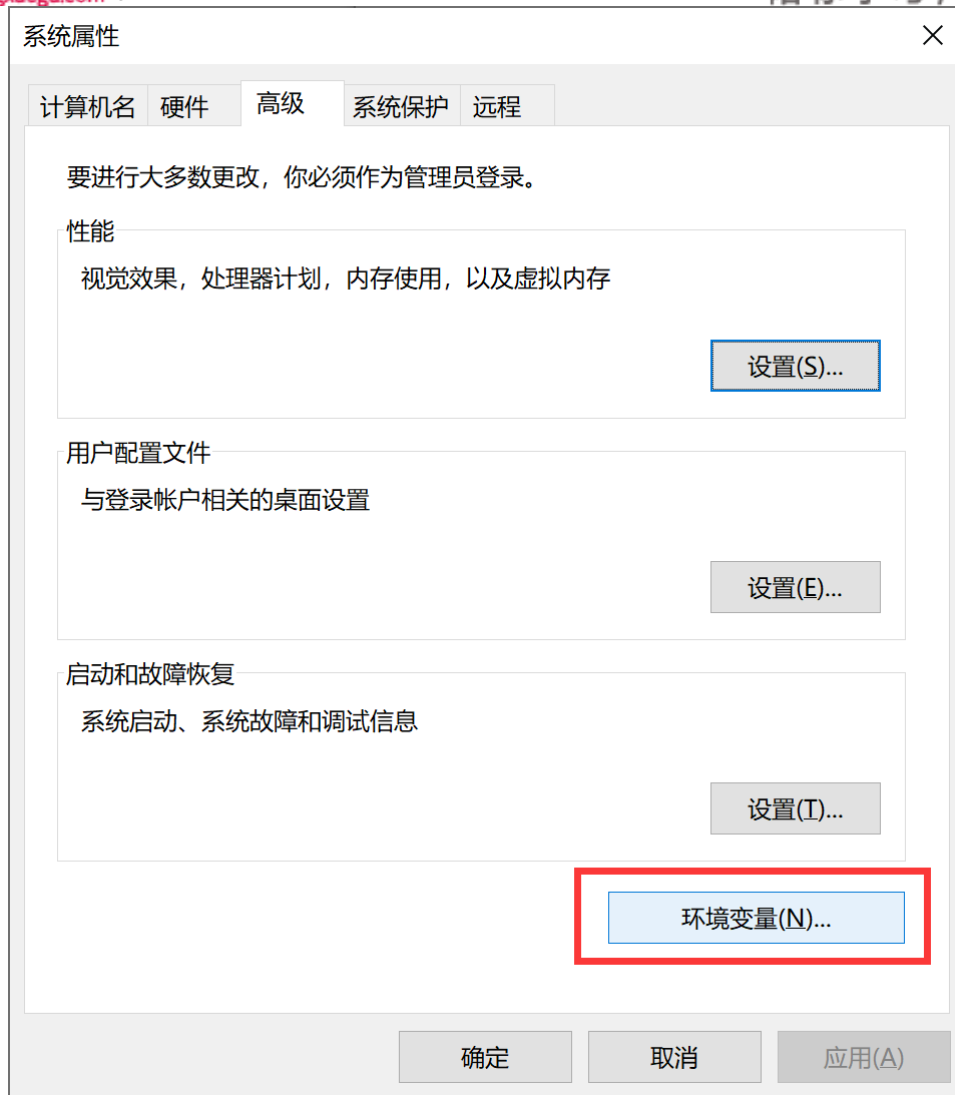 系统属性
计算机名 硬件 高级 系统保护 远程
要进行大多数更改，你必须作为管理员登录。
性能
视觉效果，处理器计划，内存使用，以及虚拟内存
设置(S)...
用户配置文件
与登录帐户相关的桌面设置
设置(E)...
启动和故障恢复
系统启动、系统故障和调试信息
设置(T)...
环境变量(N)...
确定 取消 应用(A)